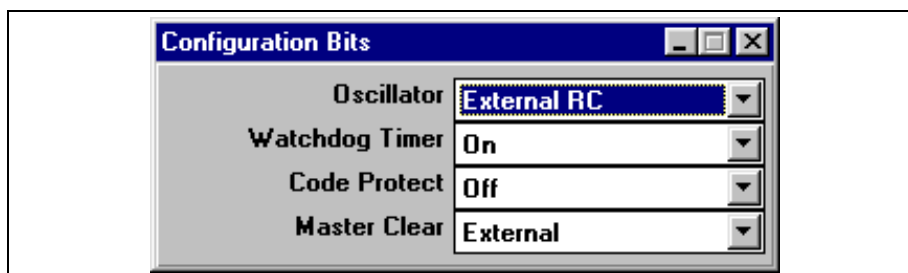 Configuration Bits
Oscillator External RC
Watchdog Timer On
Code Protect Off
Master Clear External